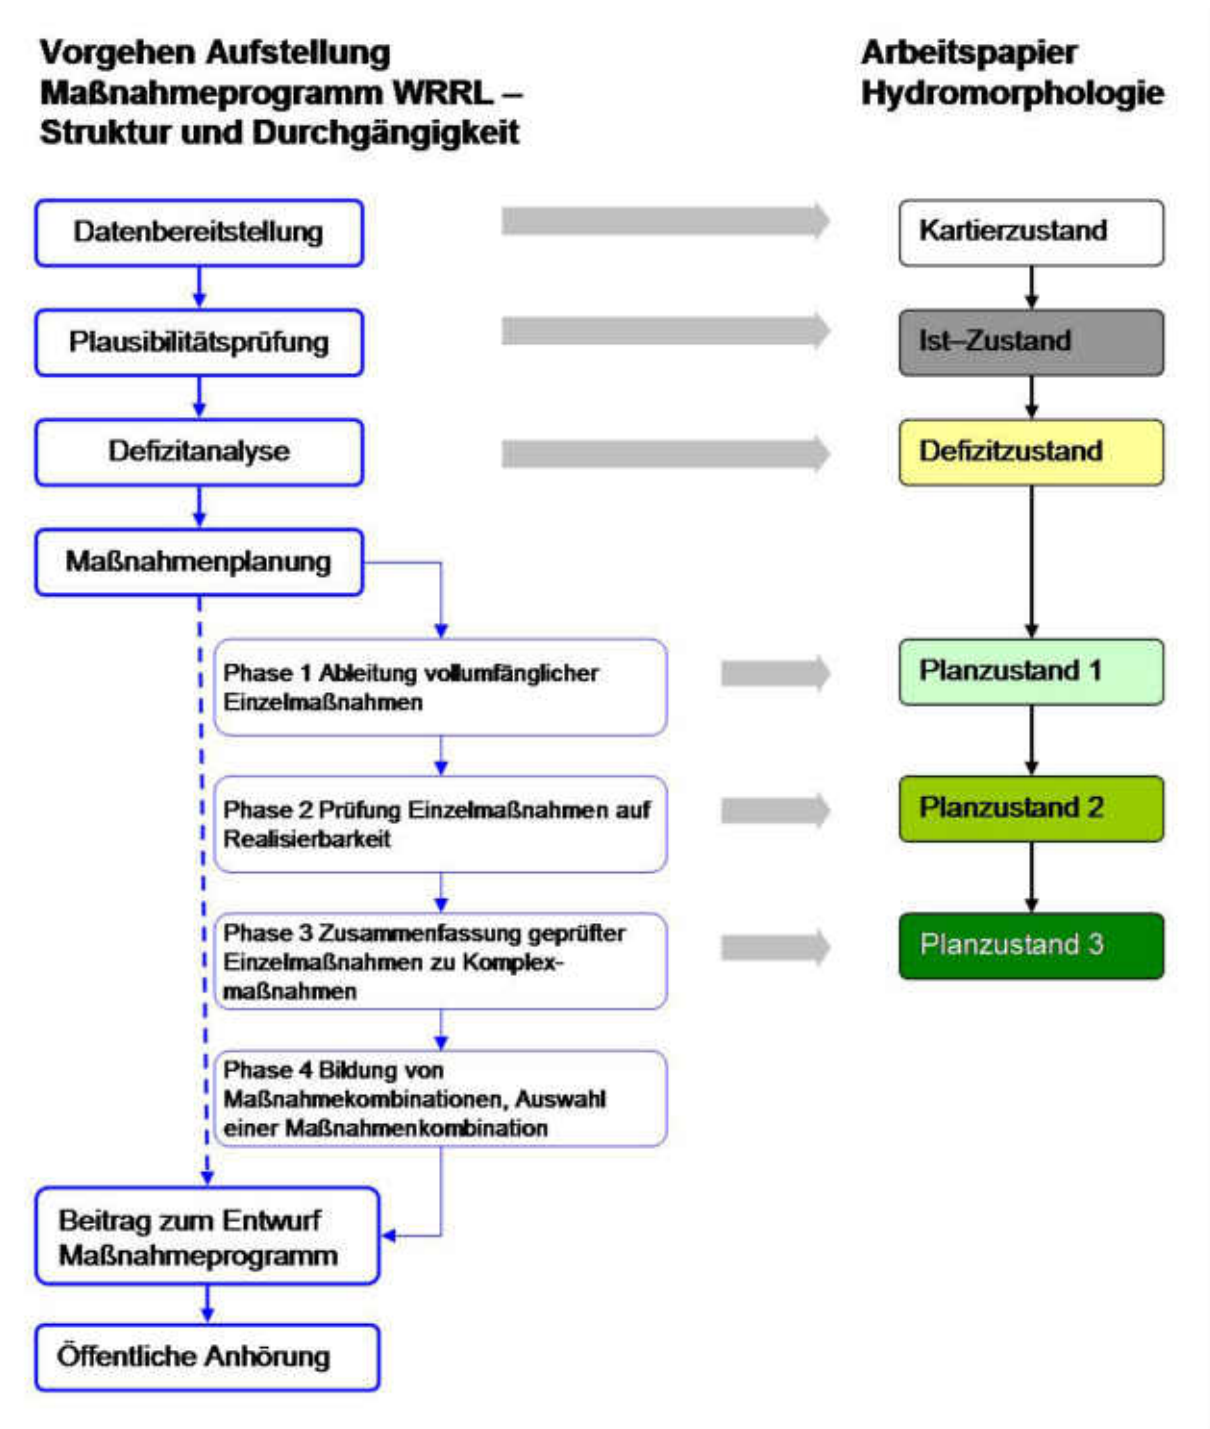 Vorgehen Aufstellung
Maßnahmeprogramm WRRL –
Struktur und Durchgängigkeit
Arbeitspapier
Hydromorphologie
Datenbereitstellung
Kartierzustand
Plausibilitätsprüfung
Ist–Zustand
Defizitanalyse
Defizitzustand
Maßnahmenplanung
Phase 1 Ableitung vollumfänglicher
Einzelmaßnahmen
Planzustand 1
Phase 2 Prüfung Einzelmaßnahmen auf
Realisierbarkeit
Planzustand 2
Phase 3 Zusammenfassung geprüfter
Einzelmaßnahmen zu Komplex-
maßnahmen
Planzustand 3
Phase 4 Bildung von
Maßnahmekombinationen, Auswahl
einer Maßnahmenkombination
Beitrag zum Entwurf
Maßnahmeprogramm
Öffentliche Anhörung